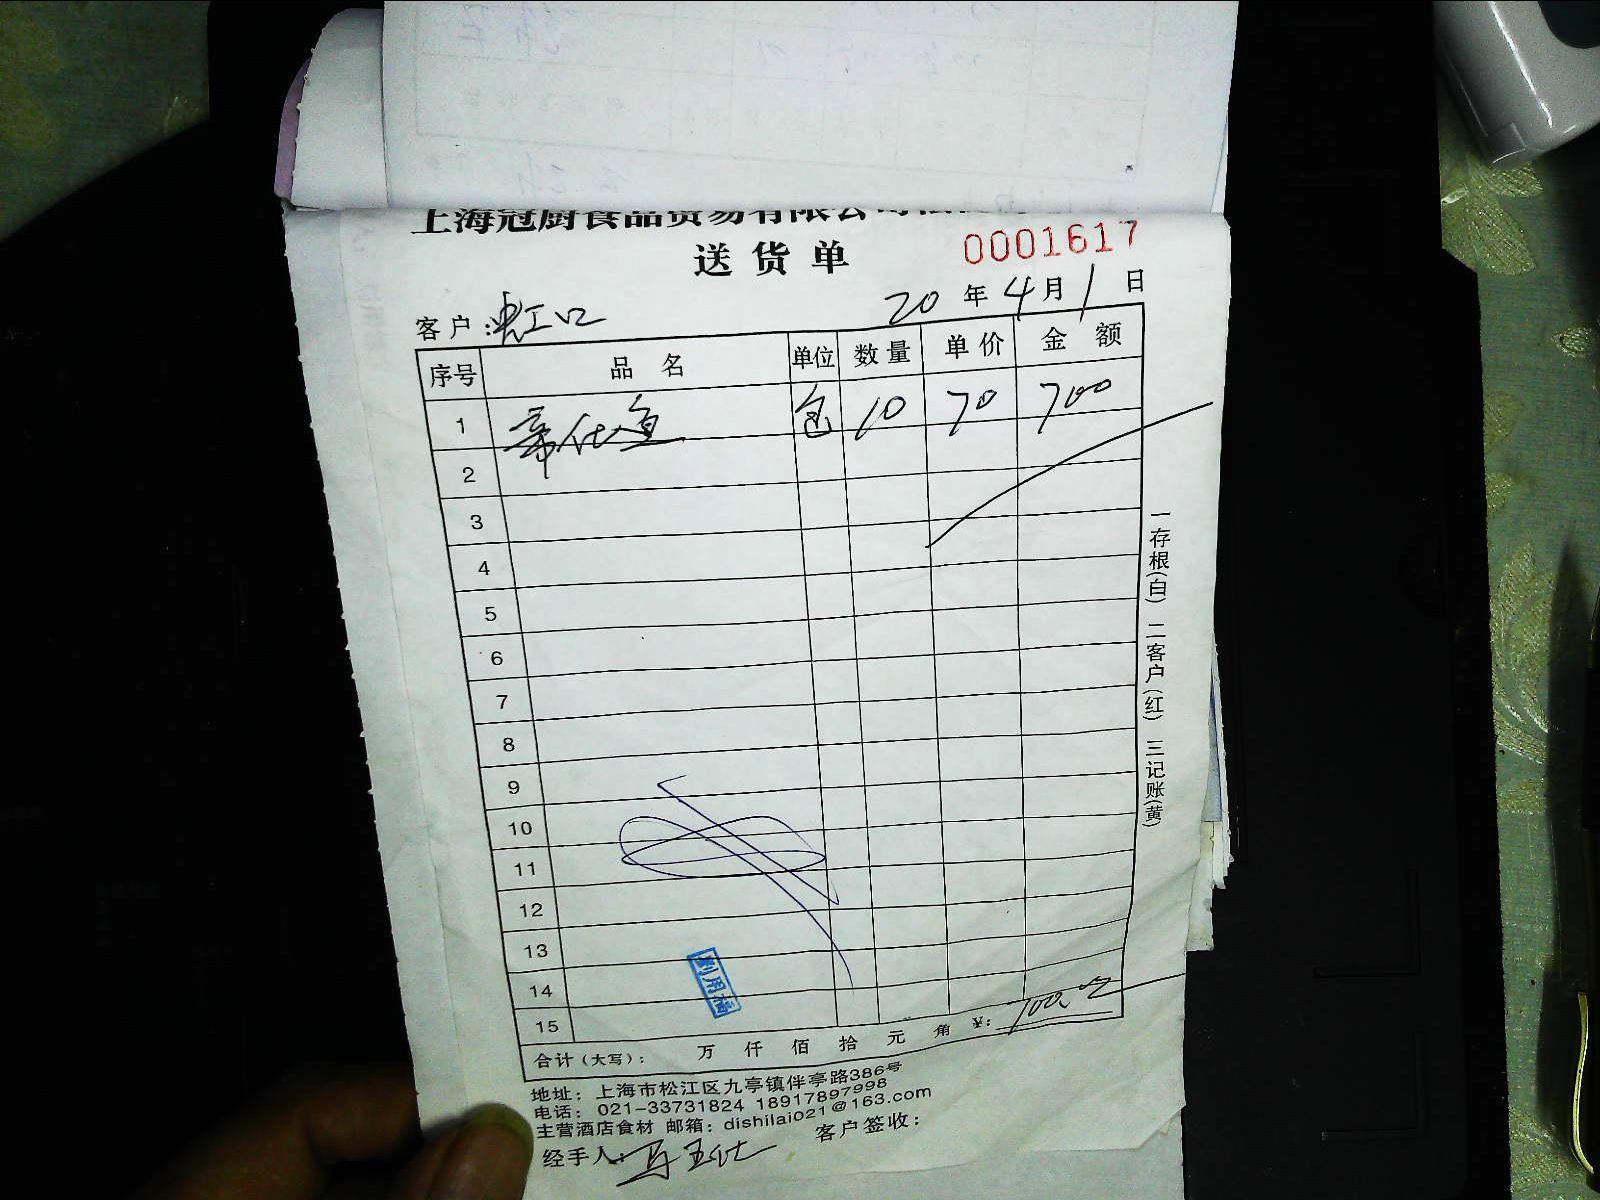 上海冠厨食品贸易有限公司
送货单 0001617
客户:虹口 20年4月1日
序号 品名 单位 数量 单价 金额
1 包 10 70 700
2
3
4
5
6
7
8
9
10
11
12
13
14
15
合计(大写): 万 仟 佰 拾 元 角 ¥: 700.00
地址: 上海市松江区九亭镇伴亭路386号
电话: 021-33731824 18917897998
主营酒店食材 邮箱: dishilai021@163.com
经手人: 客户签收:
一存根(白) 二客户(红) 三记账(黄)